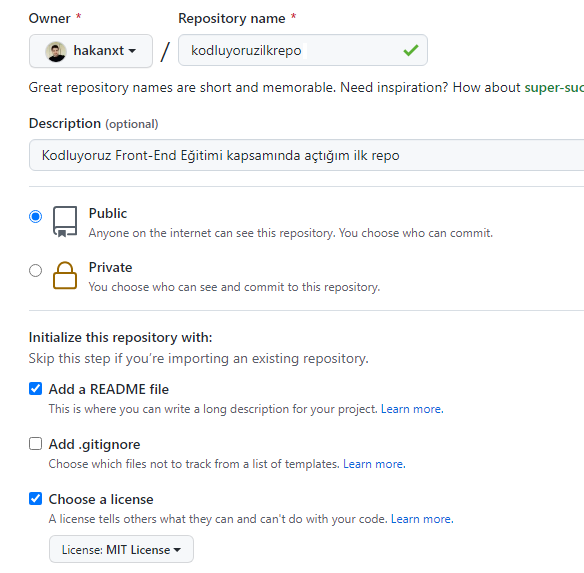 Owner * Repository name *
hakanxt / kodluyoruzilkrepo
Great repository names are short and memorable. Need inspiration? How about super-suc
Description (optional)
Kodluyoruz Front-End Eğitimi kapsamında açtığım ilk repo
Public
Anyone on the internet can see this repository. You choose who can commit.
Private
You choose who can see and commit to this repository.
Initialize this repository with:
Skip this step if you’re importing an existing repository.
Add a README file
This is where you can write a long description for your project. Learn more.
Add .gitignore
Choose which files not to track from a list of templates. Learn more.
Choose a license
A license tells others what they can and can't do with your code. Learn more.
License: MIT License